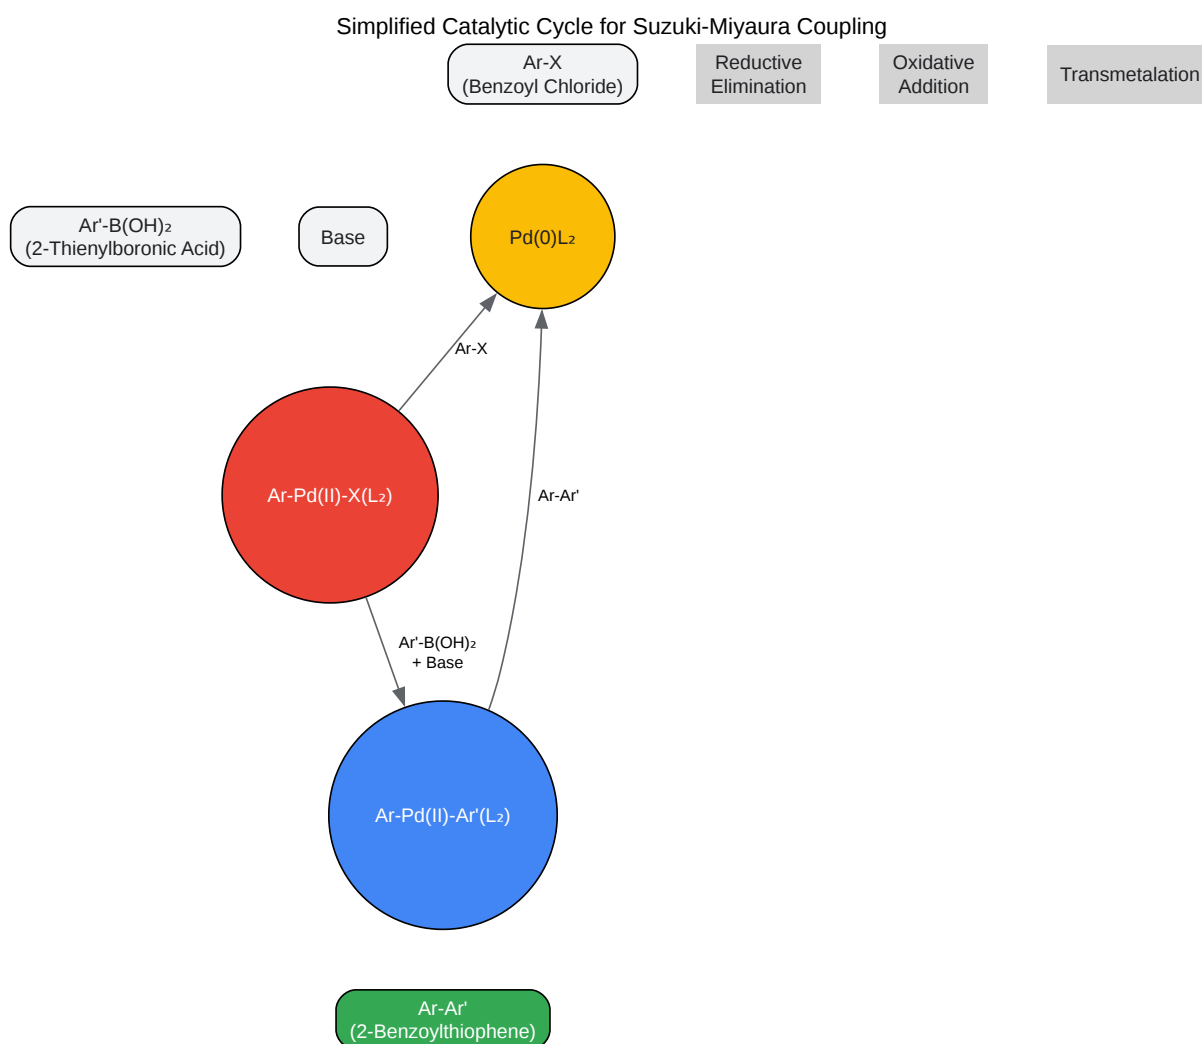 Simplified Catalytic Cycle for Suzuki-Miyaura Coupling
Ar-X
(Benzoyl Chloride)
Reductive
Elimination
Oxidative
Addition
Transmetalation
Ar'-B(OH)₂
(2-Thienylboronic Acid)
Base
Pd(0)L₂
Ar-X
Ar-Pd(II)-X(L₂)
Ar-Ar'
Ar'-B(OH)₂
+ Base
Ar-Pd(II)-Ar'(L₂)
Ar-Ar'
(2-Benzoylthiophene)